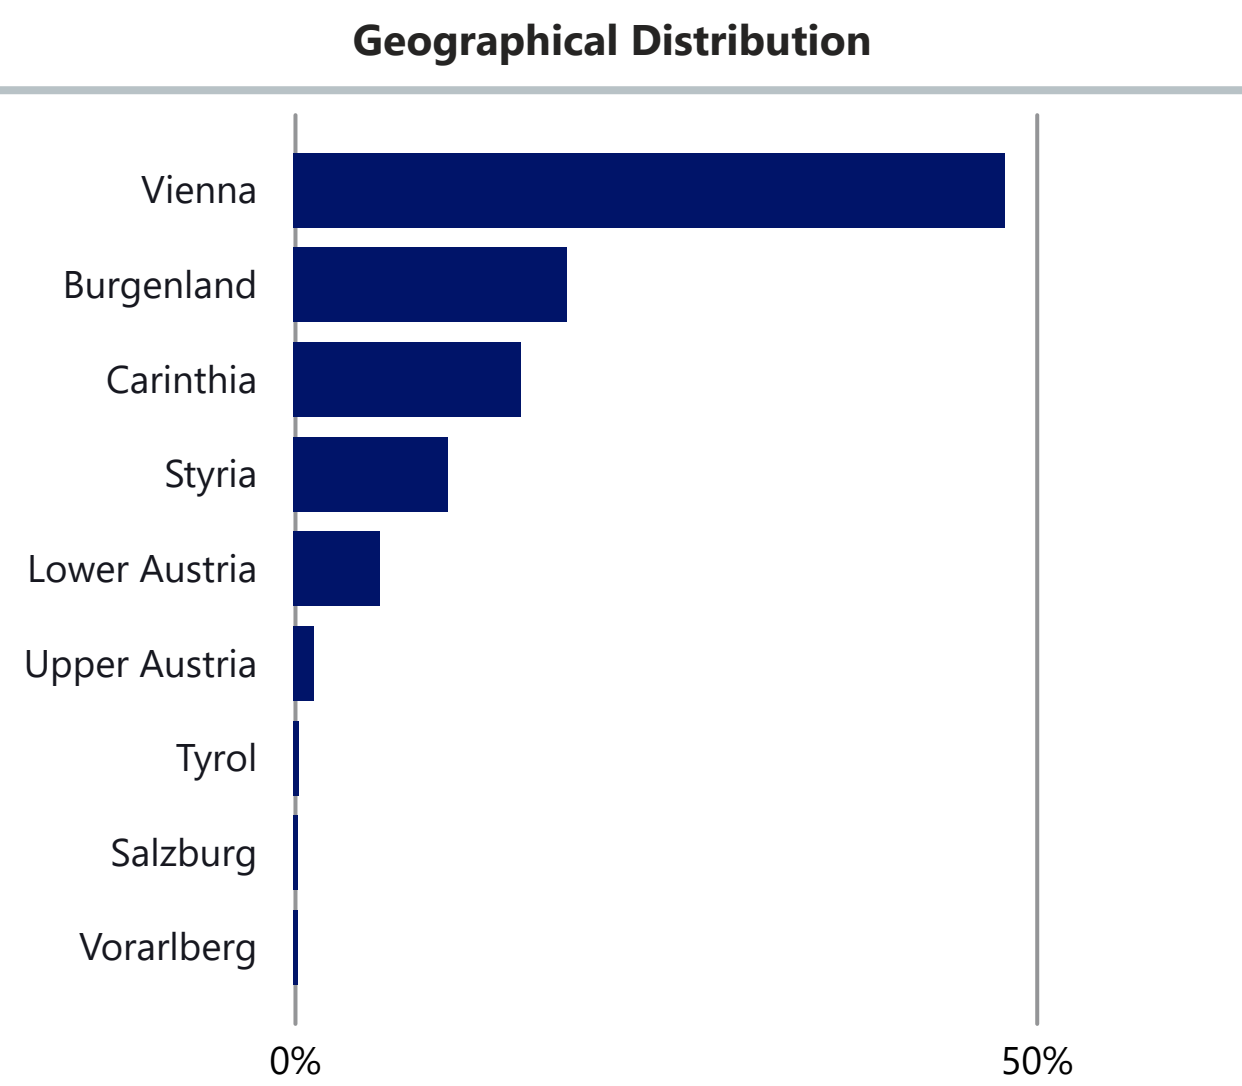 Geographical Distribution
Vienna
Burgenland
Carinthia
Styria
Lower Austria
Upper Austria
Tyrol
Salzburg
Vorarlberg
0% 50%